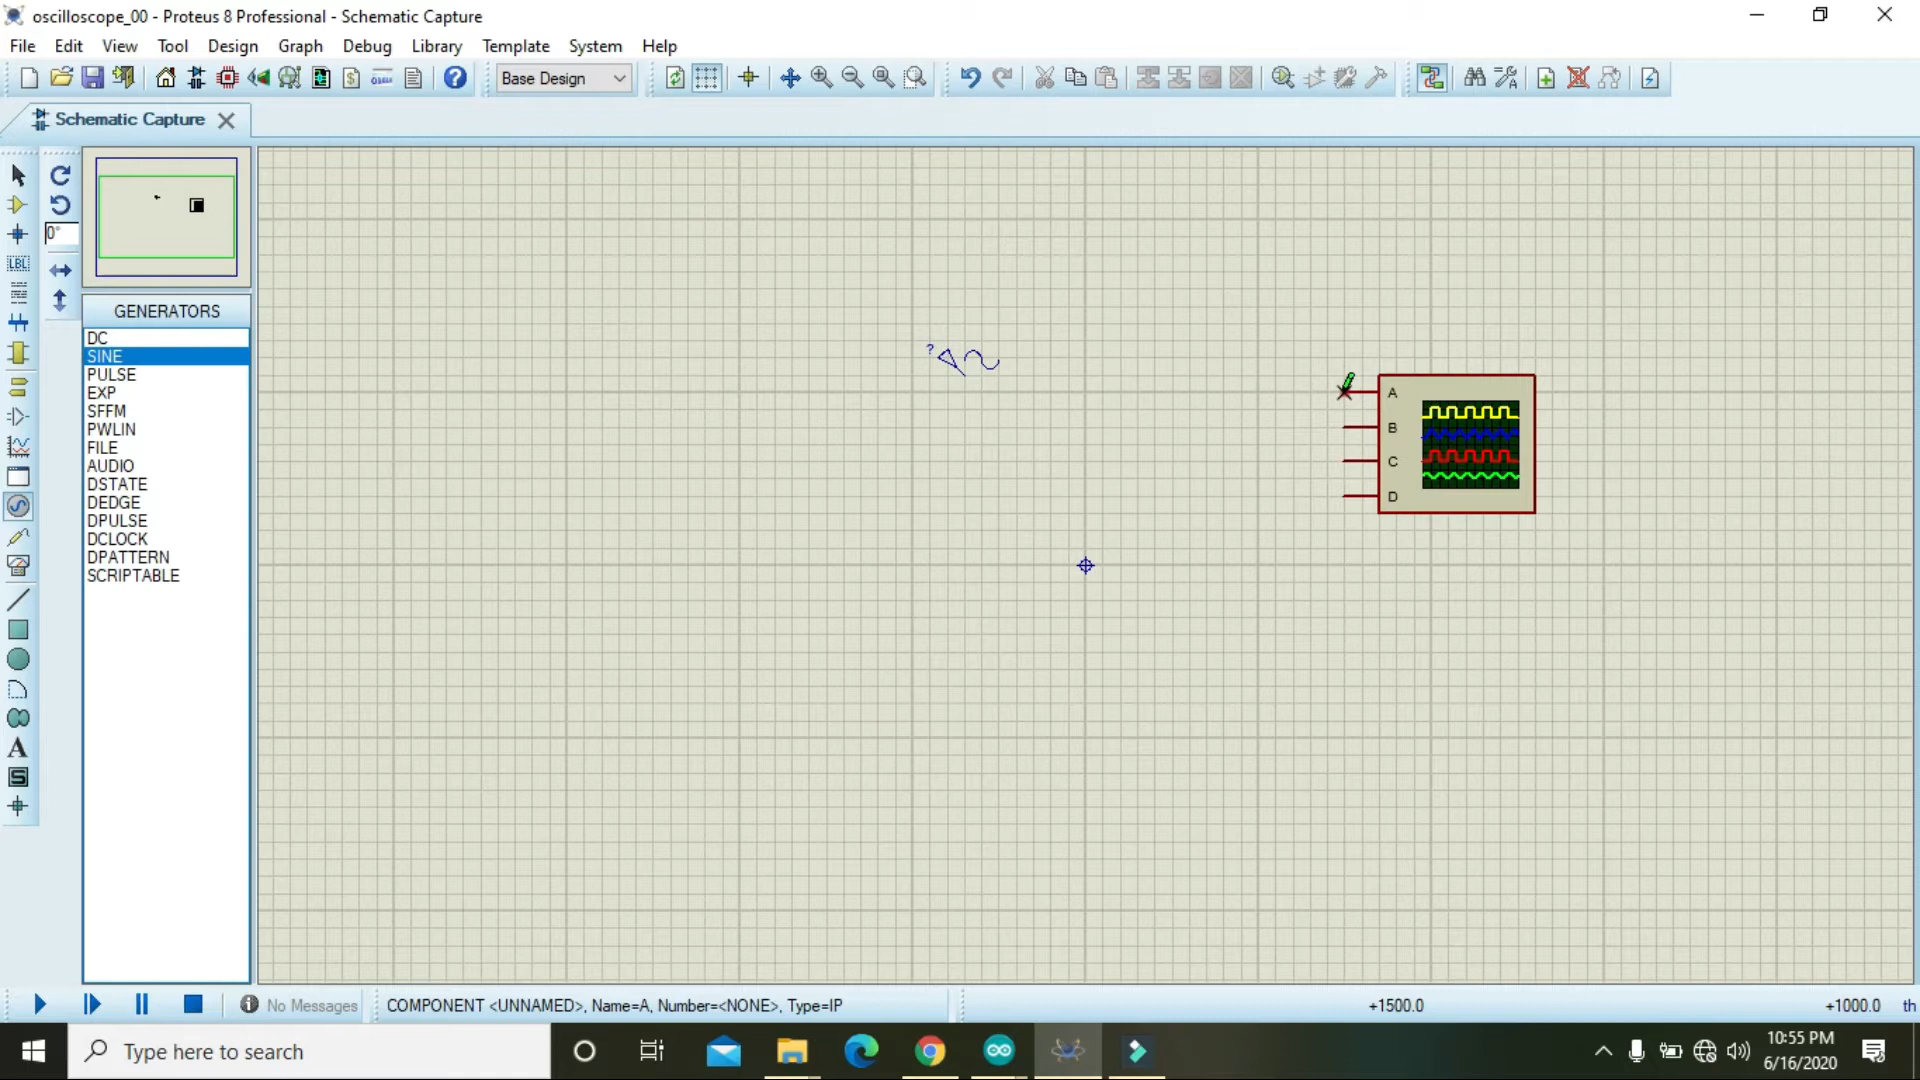 oscilloscope_00 - Proteus 8 Professional - Schematic Capture
File Edit View Tool Design Graph Debug Library Template System Help
$
?
Base Design
Schematic Capture
LBL
0°
GENERATORS
DC
SINE
PULSE
EXP
SFFM
PWLIN
FILE
AUDIO
DSTATE
DEDGE
DPULSE
DCLOCK
DPATTERN
SCRIPTABLE
A
S
?
A
B
C
D
No Messages
COMPONENT <UNNAMED>, Name=A, Number=<NONE>, Type=IP
+1500.0
+1000.0
th
Type here to search
10:55 PM
6/16/2020